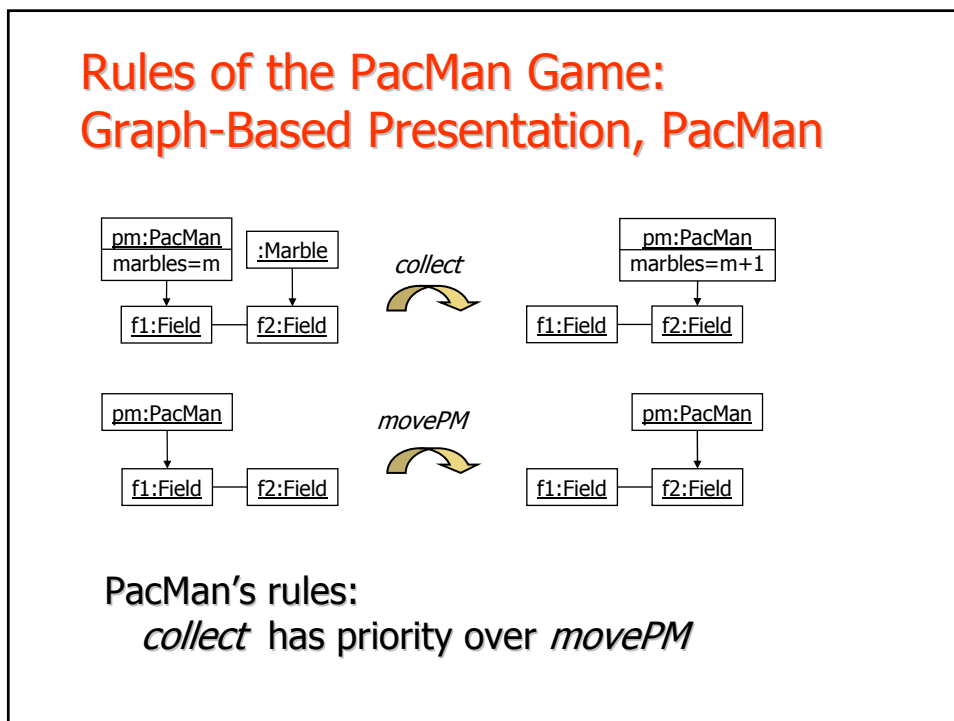 Rules of the PacMan Game:
Graph-Based Presentation, PacMan
pm:PacMan
marbles=m
:Marble
f1:Field
f2:Field
collect
pm:PacMan
marbles=m+1
f1:Field
f2:Field
pm:PacMan
f1:Field
f2:Field
movePM
pm:PacMan
f1:Field
f2:Field
PacMan's rules:
collect has priority over movePM